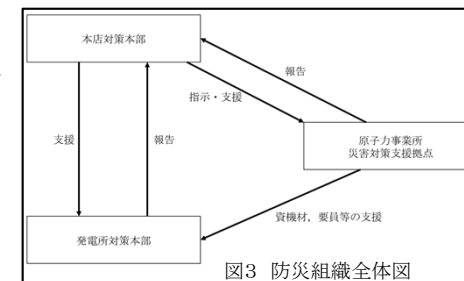 本店対策本部
報告
指示・支援
支援
報告
原子力事業所
災害対策支援拠点
資機材，要員等の支援
発電所対策本部
図3 防災組織全体図